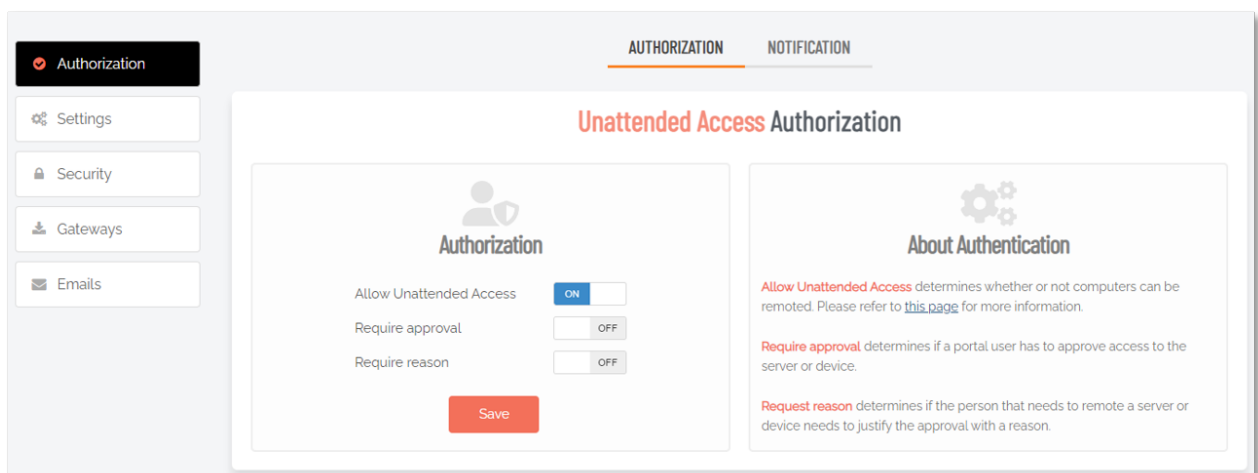 AUTHORIZATION NOTIFICATION
Authorization
Settings
Security
Gateways
Emails
Unattended Access Authorization
Authorization
Allow Unattended Access ON
Require approval OFF
Require reason OFF
Save
About Authentication
Allow Unattended Access determines whether or not computers can be
remoted. Please refer to this page for more information.
Require approval determines if a portal user has to approve access to the
server or device.
Request reason determines if the person that needs to remote a server or
device needs to justify the approval with a reason.